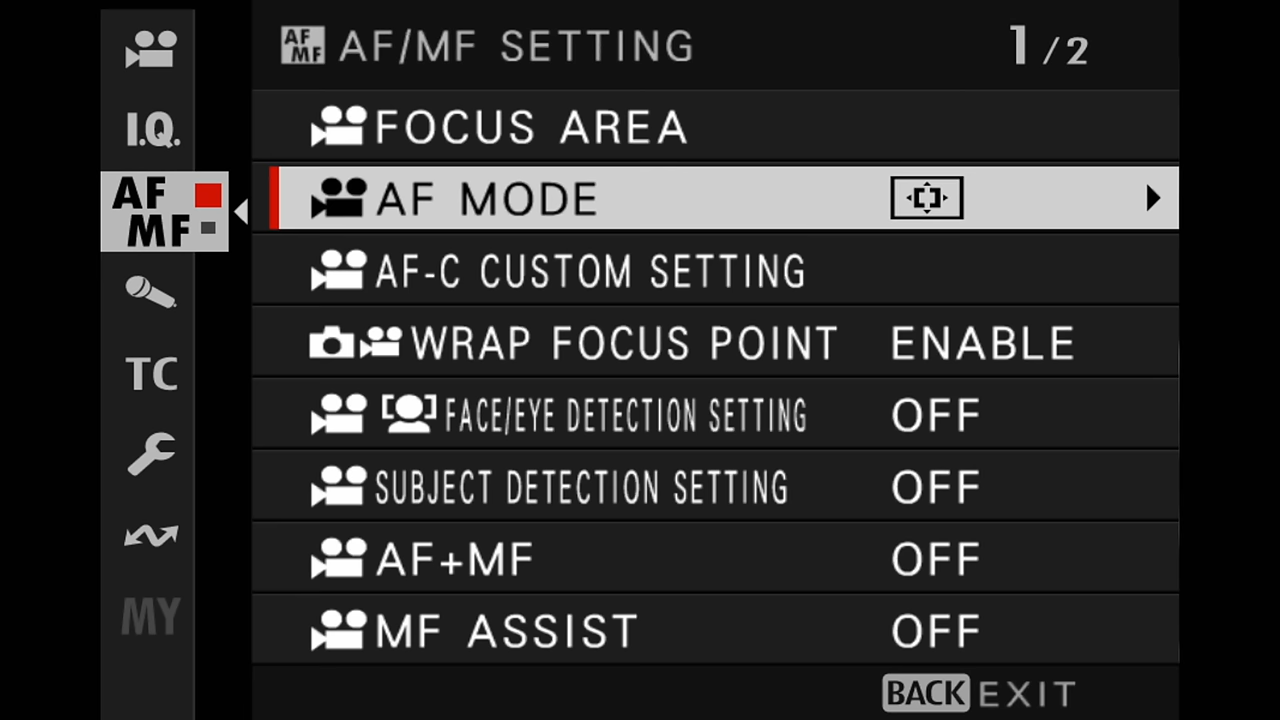 AF MF AF/MF SETTING 1/2
FOCUS AREA
I.Q.
AF MF
AF MODE
AF-C CUSTOM SETTING
WRAP FOCUS POINT ENABLE
TC
FACE/EYE DETECTION SETTING OFF
SUBJECT DETECTION SETTING OFF
AF+MF OFF
MY
MF ASSIST OFF
BACK EXIT